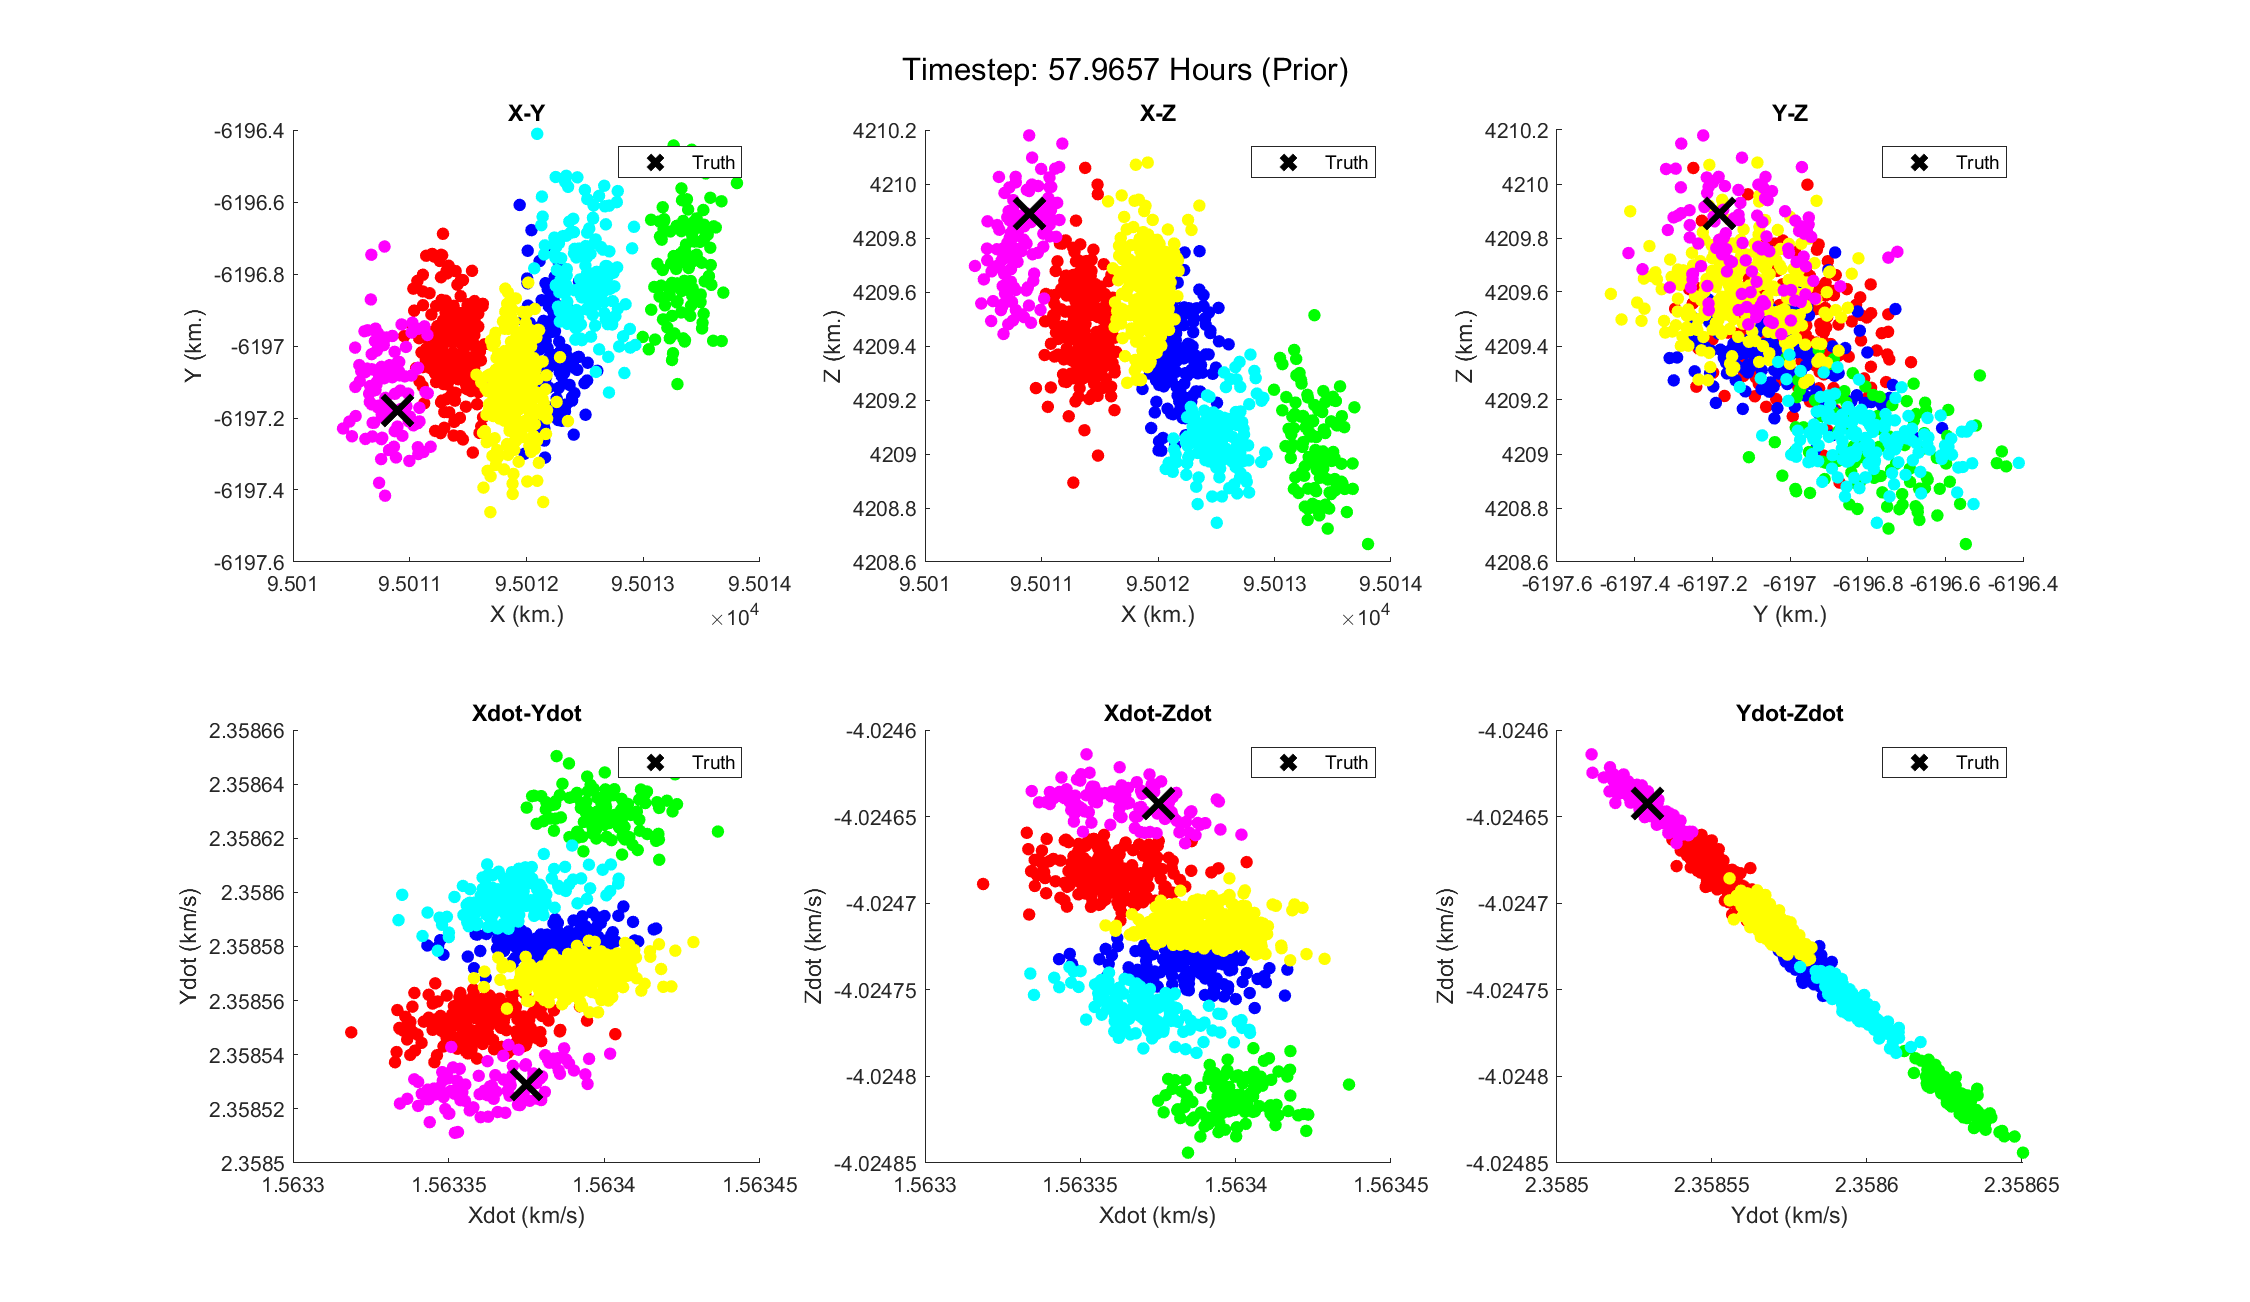 Timestep: 57.9657 Hours (Prior)
X-Y
-6196.4
-6196.6
-6196.8
-6197
-6197.2
-6197.4
-6197.6
Y (km.)
9.501 9.5011 9.5012 9.5013 9.5014
X (km.)
×10^4
Truth
X-Z
4210.2
4210
4209.8
4209.6
4209.4
4209.2
4209
4208.8
4208.6
Z (km.)
9.501 9.5011 9.5012 9.5013 9.5014
X (km.)
×10^4
Truth
Y-Z
4210.2
4210
4209.8
4209.6
4209.4
4209.2
4209
4208.8
4208.6
Z (km.)
-6197.6 -6197.4 -6197.2 -6197 -6196.8 -6196.6 -6196.4
Y (km.)
Truth
Xdot-Ydot
2.35866
2.35864
2.35862
2.3586
2.35858
2.35856
2.35854
2.35852
2.3585
Ydot (km/s)
1.5633 1.56335 1.5634 1.56345
Xdot (km/s)
Truth
Xdot-Zdot
-4.0246
-4.02465
-4.0247
-4.02475
-4.0248
-4.02485
Zdot (km/s)
1.5633 1.56335 1.5634 1.56345
Xdot (km/s)
Truth
Ydot-Zdot
-4.0246
-4.02465
-4.0247
-4.02475
-4.0248
-4.02485
Zdot (km/s)
2.3585 2.35855 2.3586 2.35865
Ydot (km/s)
Truth